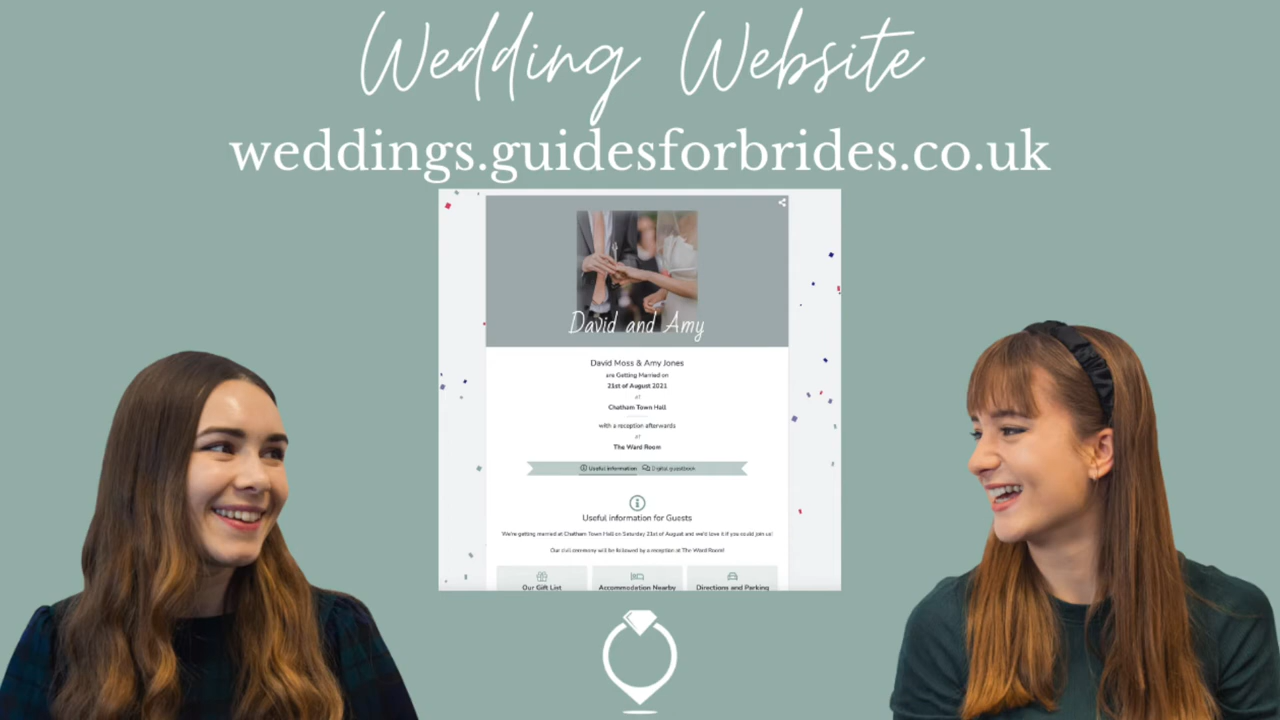 Wedding Website
weddings.guidesforbrides.co.uk
David and Amy
David Moss & Amy Jones
are Getting Married on
21st of August 2021
AT
Chatham Town Hall
with a reception afterwards
AT
The Ward Room
Useful information Digital guestbook
Useful information for Guests
We're getting married at Chatham Town Hall on Saturday 21st of August and we'd love it if you could join us!
Our civil ceremony will be followed by a reception at The Ward Room!
Our Gift List Accommodation Nearby Directions and Parking